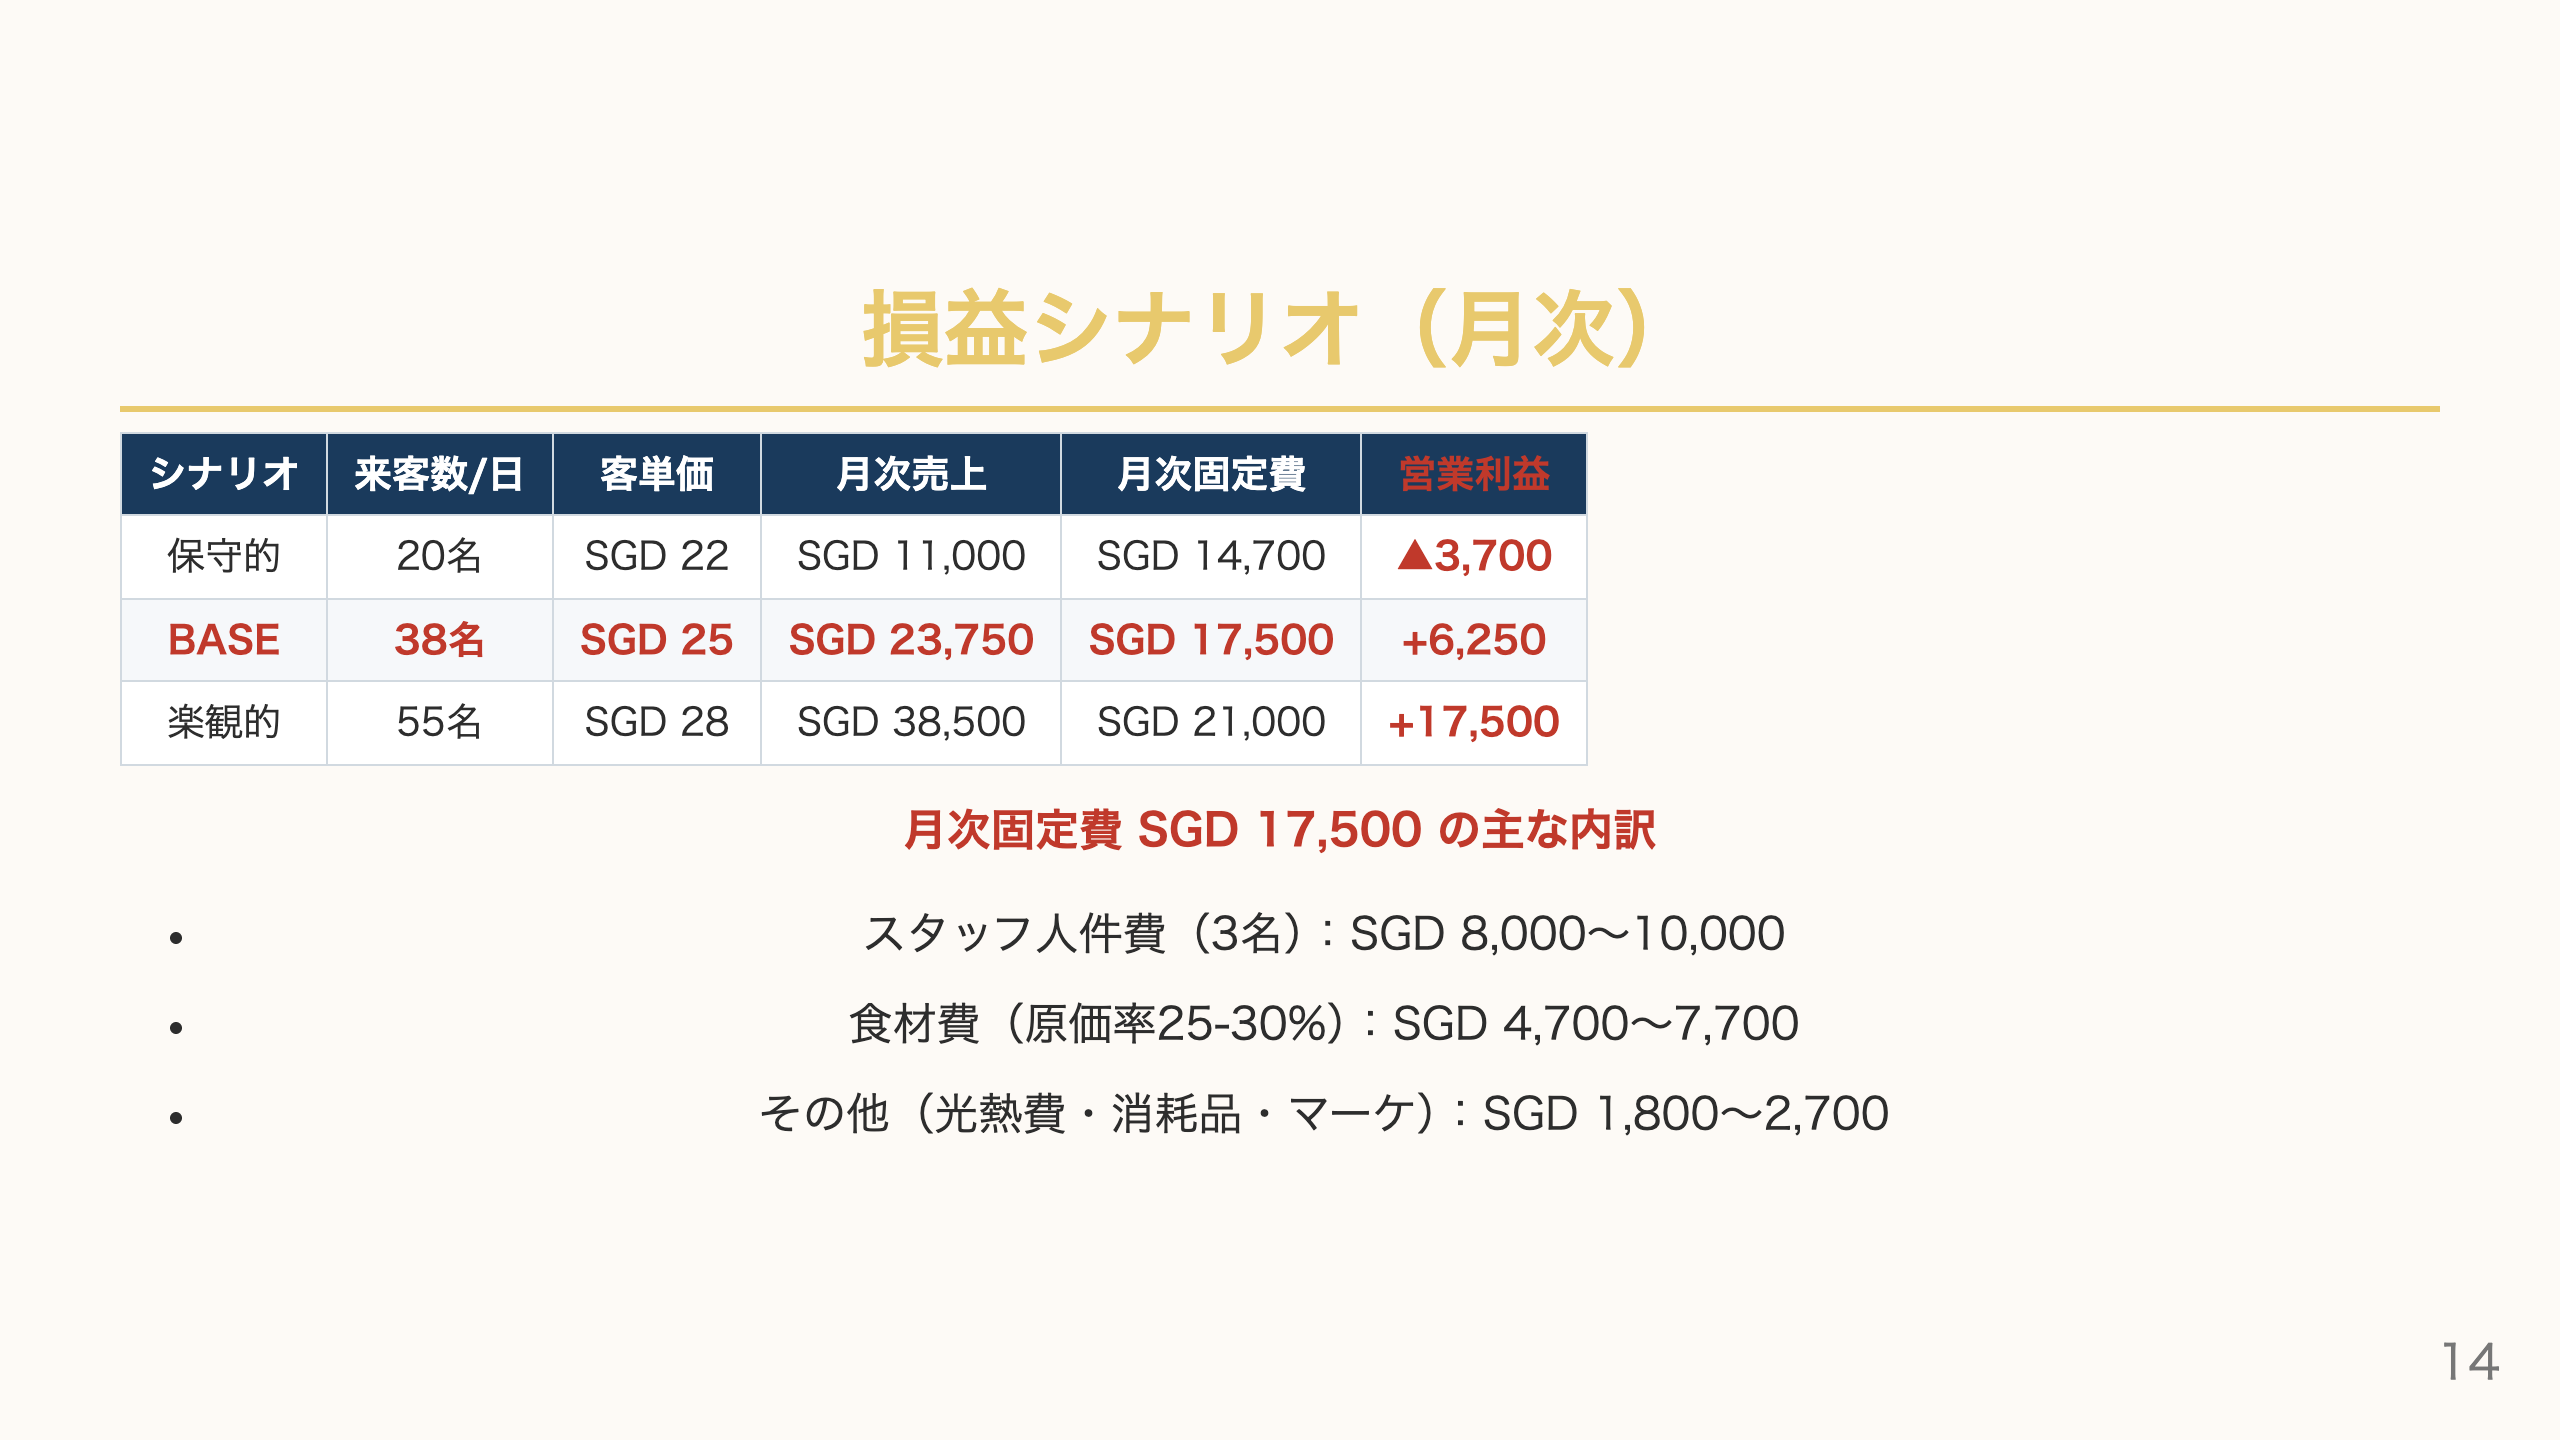 損益シナリオ（月次）
シナリオ 来客数/日 客単価 月次売上 月次固定費 営業利益
保守的 20名 SGD 22 SGD 11,000 SGD 14,700 ▲3,700
BASE 38名 SGD 25 SGD 23,750 SGD 17,500 +6,250
楽観的 55名 SGD 28 SGD 38,500 SGD 21,000 +17,500
月次固定費 SGD 17,500 の主な内訳
• スタッフ人件費（3名）：SGD 8,000〜10,000
• 食材費（原価率25-30%）：SGD 4,700〜7,700
• その他（光熱費・消耗品・マーケ）：SGD 1,800〜2,700
14